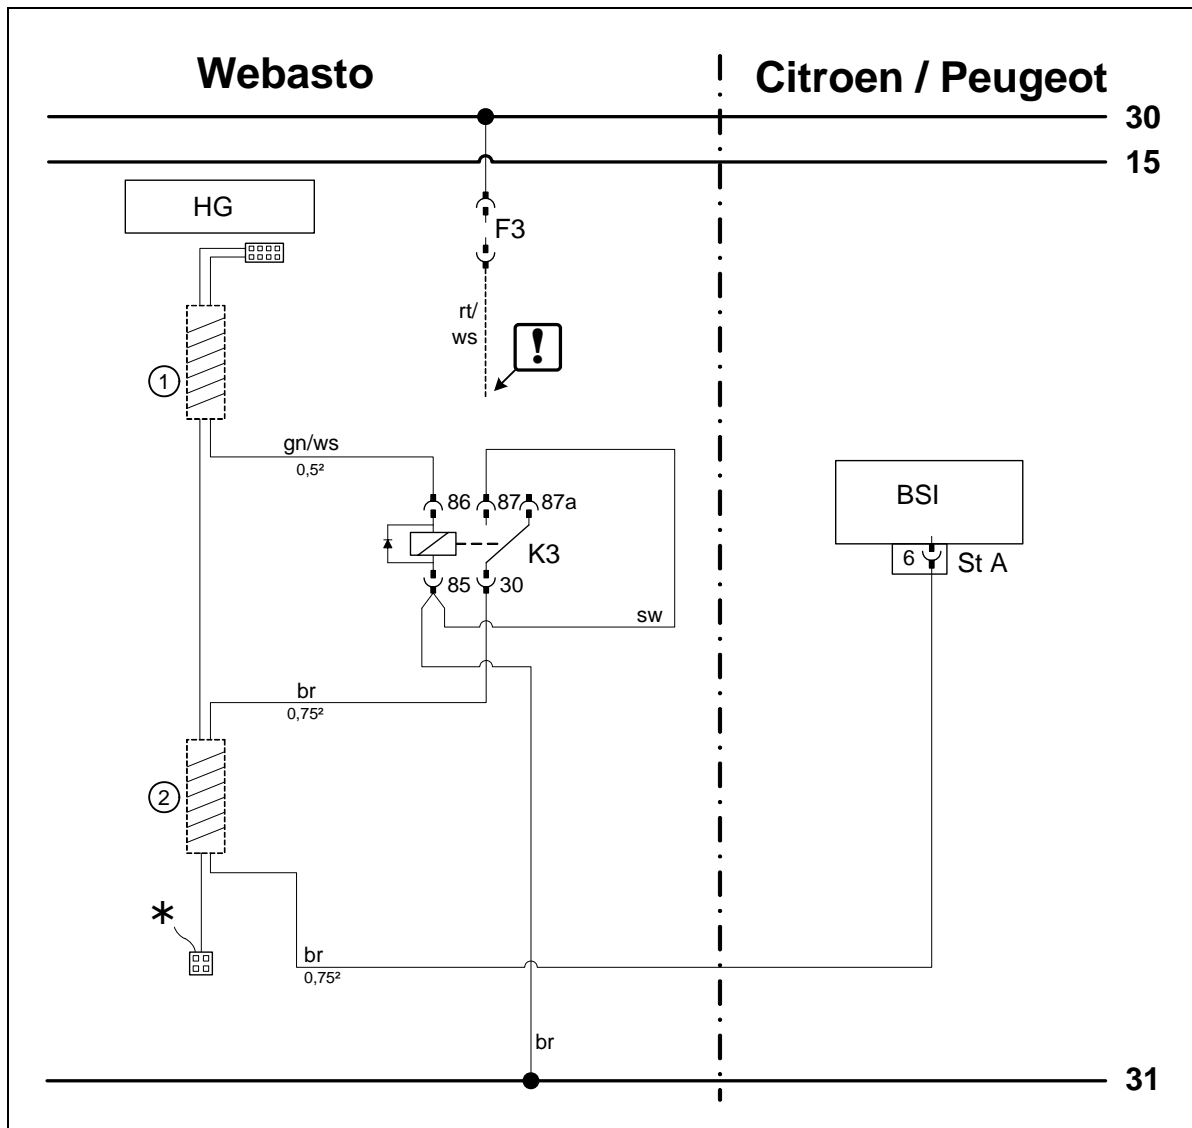 Webasto
Citroen / Peugeot
30
15
HG
F3
rt/
ws
!
1
gn/ws
0,5²
86
87
87a
BSI
K3
6
St A
85
30
sw
br
0,75²
2
*
br
0,75²
br
31